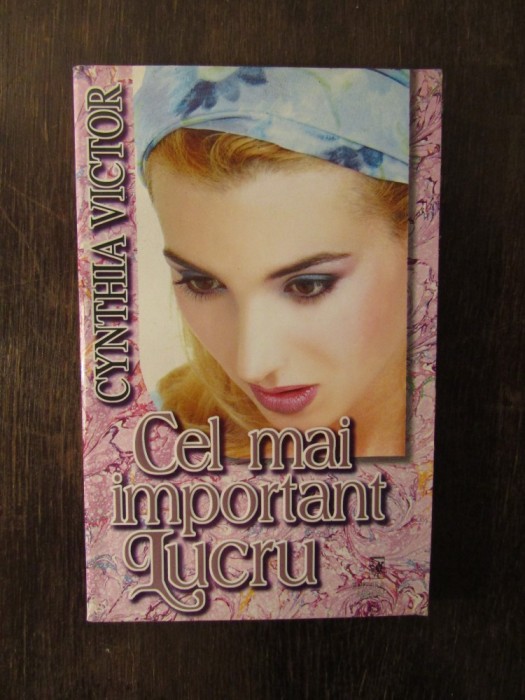 CYNTHIA VICTOR
Cel mai
important
Lucru